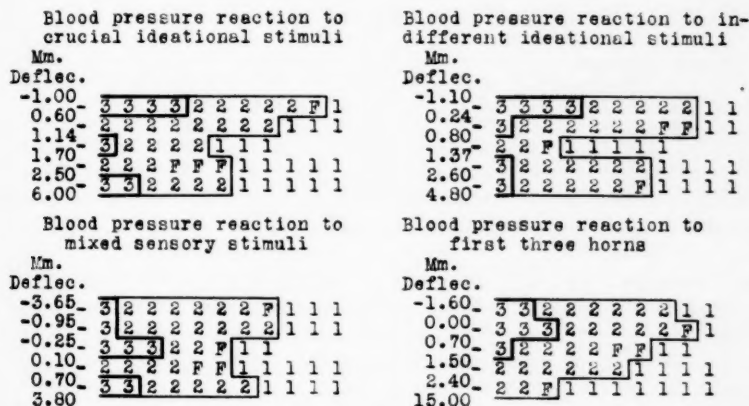 Blood pressure reaction to
crucial ideational stimuli
Mm.
Deflec.
-1.00-
3 3 3 3 2 2 2 2 2 F 1
0.60-
2 2 2 2 2 2 2 2 1 1 1
1.14-
3 2 2 2 2 1 1 1
1.70-
2 2 2 F F F 1 1 1 1 1
2.50-
3 3 2 2 2 2 1 1 1 1 1
6.00
Blood pressure reaction to in-
different ideational stimuli
Mm.
Deflec.
-1.10-
3 3 3 3 2 2 2 2 2 1 1
0.24-
3 2 2 2 2 2 2 F F 1 1
0.80-
2 2 F 1 1 1 1 1
1.37-
3 2 2 2 2 2 2 1 1 1 1
2.60-
3 2 2 2 2 2 F 1 1 1 1
4.80
Blood pressure reaction to
mixed sensory stimuli
Mm.
Deflec.
-3.65-
3 2 2 2 2 2 2 F 1 1 1
-0.95-
3 2 2 2 2 2 2 2 1 1 1
-0.25-
3 3 3 2 2 F 1 1
0.10-
2 2 2 2 F F 1 1 1 1 1
0.70-
3 3 2 2 2 2 2 1 1 1 1
3.80
Blood pressure reaction to
first three horns
Mm.
Deflec.
-1.60-
3 3 2 2 2 2 2 2 1 1
0.00-
3 3 3 2 2 2 2 2 F 1
0.70-
3 2 2 2 2 F F 1 1
1.50-
2 2 2 2 2 2 1 1 1 1
2.40-
2 2 F 1 1 1 1 1 1 1
15.00